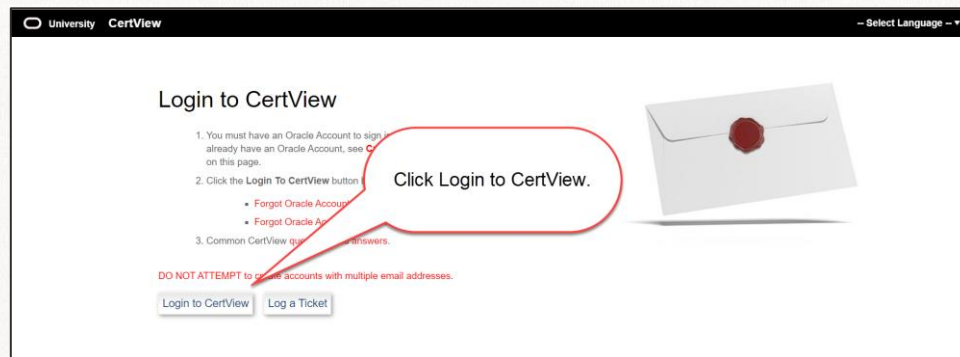 University CertView
-- Select Language --
Login to CertView
1. You must have an Oracle Account to sign in
already have an Oracle Account, see
on this page.
2. Click the Login To CertView button
Click Login to CertView.
Forgot Oracle Account
Forgot Oracle
3. Common CertView answers.
DO NOT ATTEMPT to accounts with multiple email addresses.
Login to CertView Log a Ticket